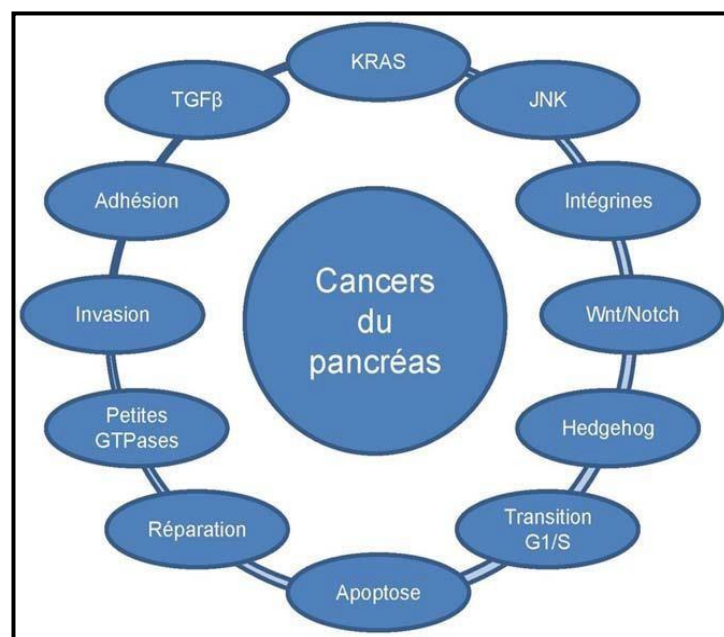 KRAS
JNK
Intégrines
Wnt/Notch
Hedgehog
Transition
G1/S
Apoptose
Réparation
Petites
GTPases
Invasion
Adhésion
TGFβ
Cancers
du
pancréas